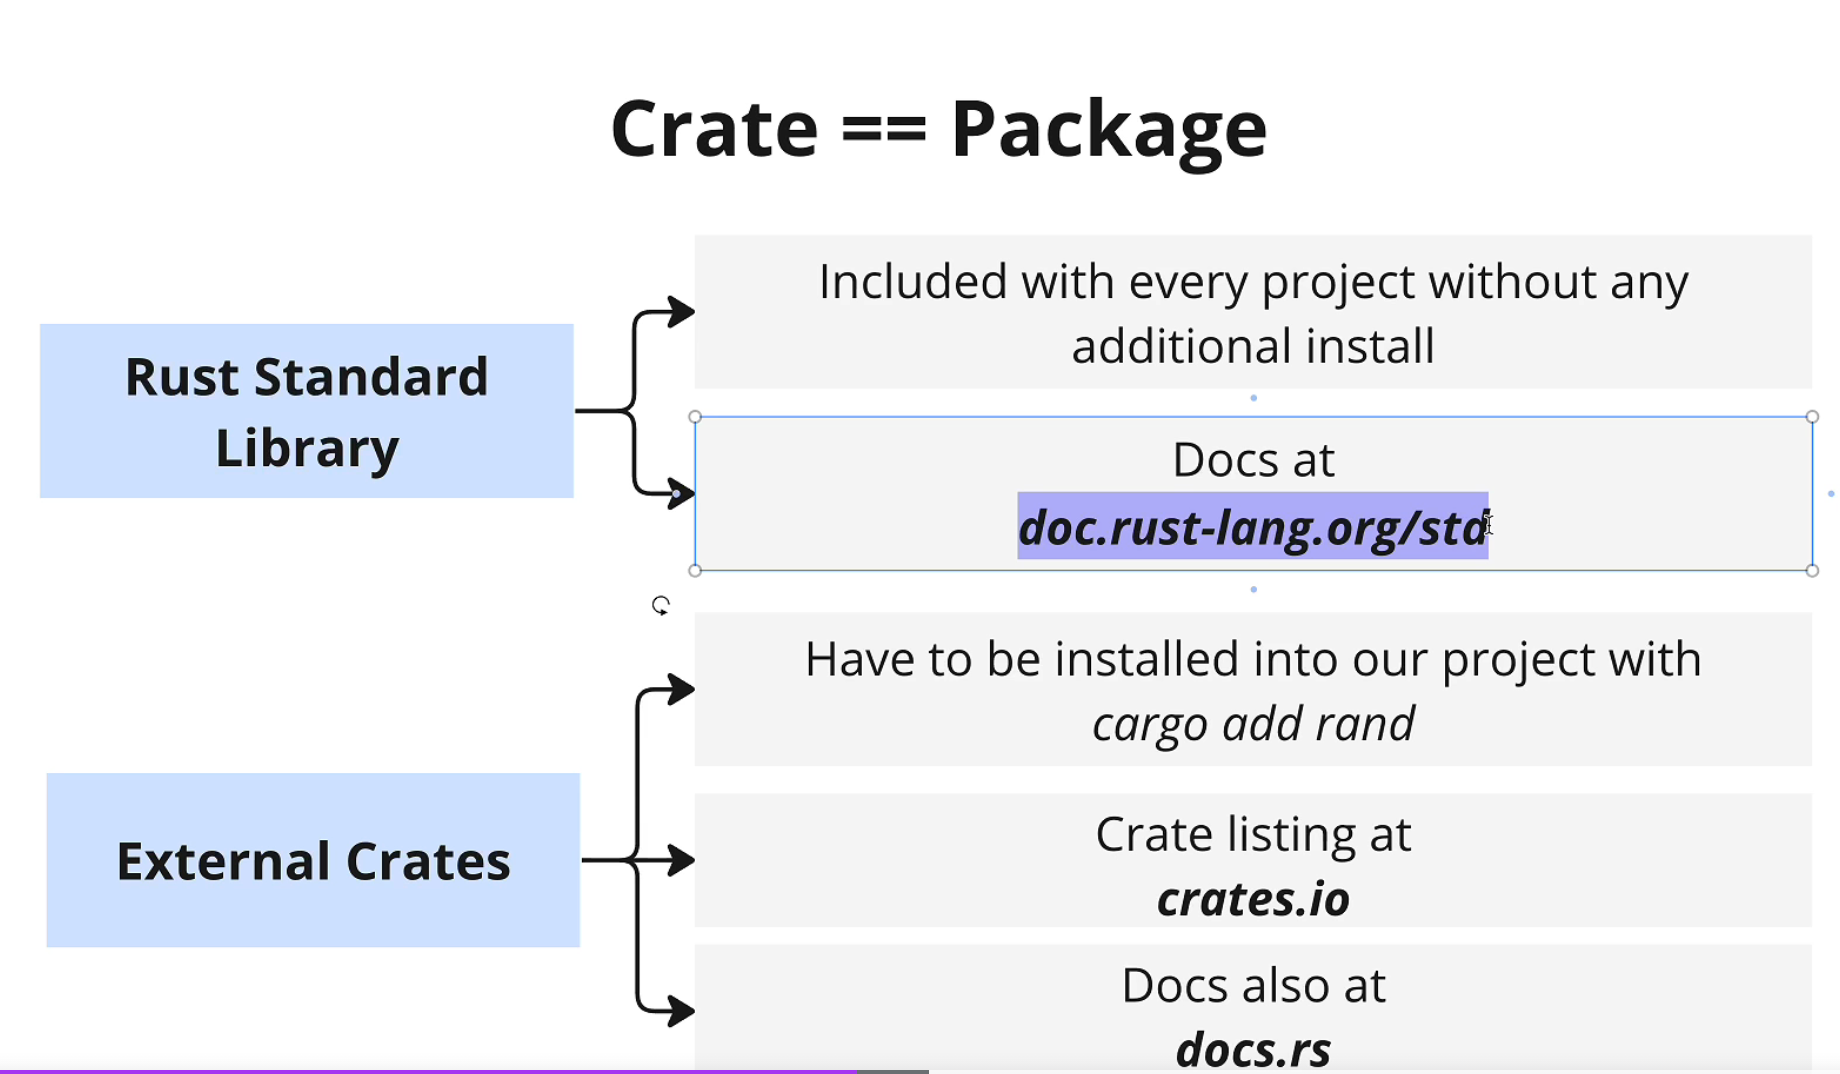 Crate == Package
Rust Standard
Library
Included with every project without any
additional install
Docs at
doc.rust-lang.org/std
External Crates
Have to be installed into our project with
cargo add rand
Crate listing at
crates.io
Docs also at
docs.rs